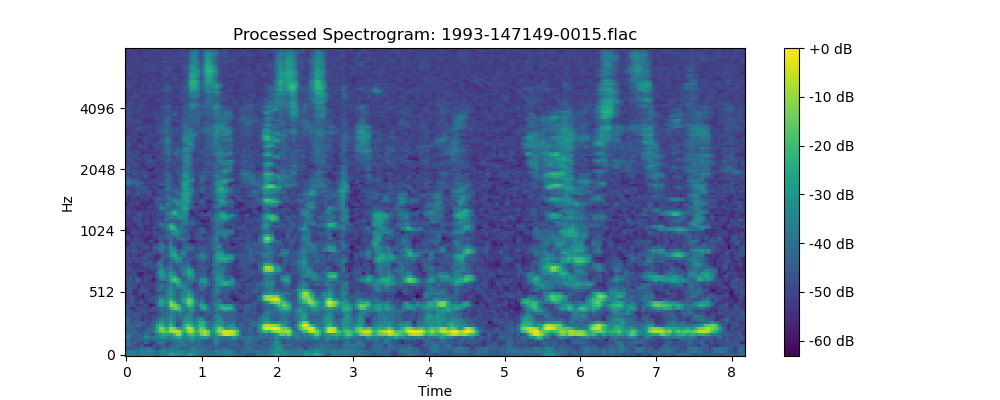 Processed Spectrogram: 1993-147149-0015.flac
Hz
4096
2048
1024
512
0
0 1 2 3 4 5 6 7 8
Time
+0 dB
-10 dB
-20 dB
-30 dB
-40 dB
-50 dB
-60 dB